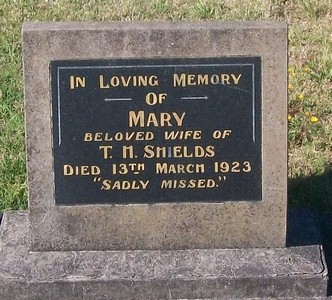 IN LOVING MEMORY
OF
MARY
BELOVED WIFE OF
T. H. SHIELDS
DIED 13TH MARCH 1923
"SADLY MISSED."